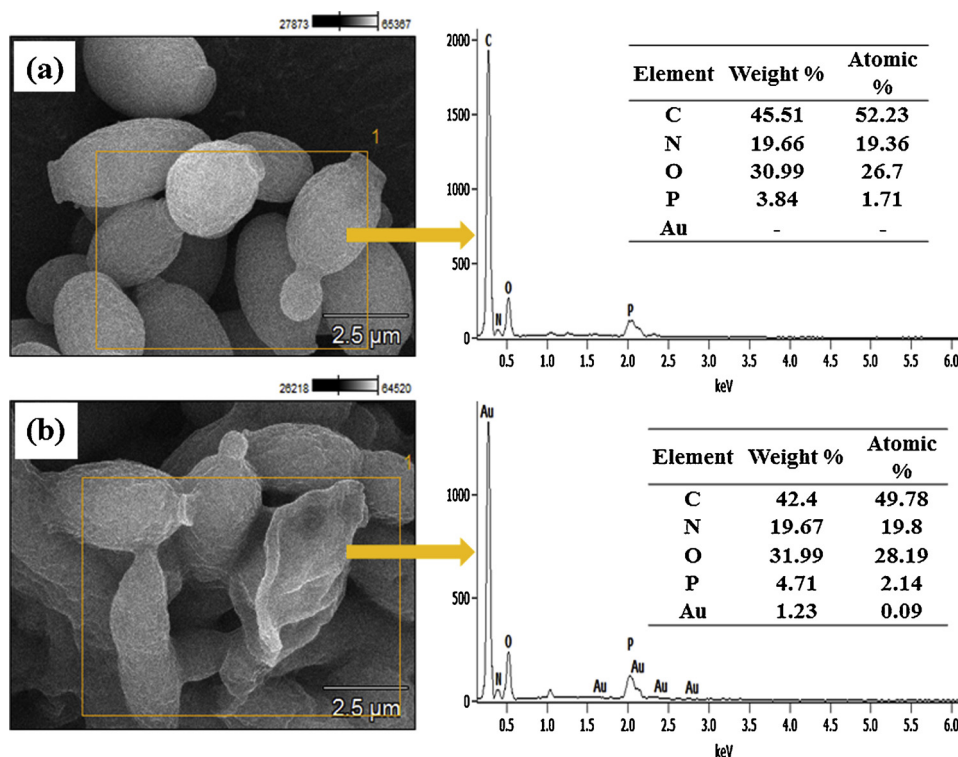 27873 65367
(a)
1
2.5 µm
2000
1500
1000
500
0
C
N
O
P
0.5 1.0 1.5 2.0 2.5 3.0 3.5 4.0 4.5 5.0 5.5 6.0
keV
Element Weight % Atomic
%
C 45.51 52.23
N 19.66 19.36
O 30.99 26.7
P 3.84 1.71
Au - -
26218 64520
(b)
1
2.5 µm
1000
500
0
Au
N
O
P
Au
Au
Au
Au
0.5 1.0 1.5 2.0 2.5 3.0 3.5 4.0 4.5 5.0 5.5 6.0
keV
Element Weight % Atomic
%
C 42.4 49.78
N 19.67 19.8
O 31.99 28.19
P 4.71 2.14
Au 1.23 0.09